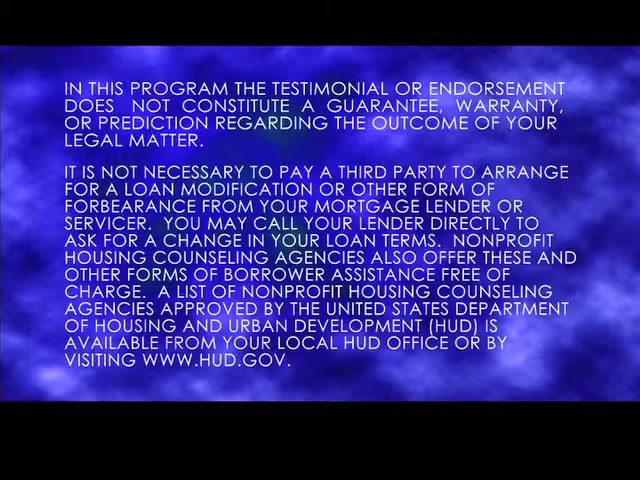 IN THIS PROGRAM THE TESTIMONIAL OR ENDORSEMENT
DOES NOT CONSTITUTE A GUARANTEE, WARRANTY,
OR PREDICTION REGARDING THE OUTCOME OF YOUR
LEGAL MATTER.
IT IS NOT NECESSARY TO PAY A THIRD PARTY TO ARRANGE
FOR A LOAN MODIFICATION OR OTHER FORM OF
FORBEARANCE FROM YOUR MORTGAGE LENDER OR
SERVICER. YOU MAY CALL YOUR LENDER DIRECTLY TO
ASK FOR A CHANGE IN YOUR LOAN TERMS. NONPROFIT
HOUSING COUNSELING AGENCIES ALSO OFFER THESE AND
OTHER FORMS OF BORROWER ASSISTANCE FREE OF
CHARGE. A LIST OF NONPROFIT HOUSING COUNSELING
AGENCIES APPROVED BY THE UNITED STATES DEPARTMENT
OF HOUSING AND URBAN DEVELOPMENT (HUD) IS
AVAILABLE FROM YOUR LOCAL HUD OFFICE OR BY
VISITING WWW.HUD.GOV.